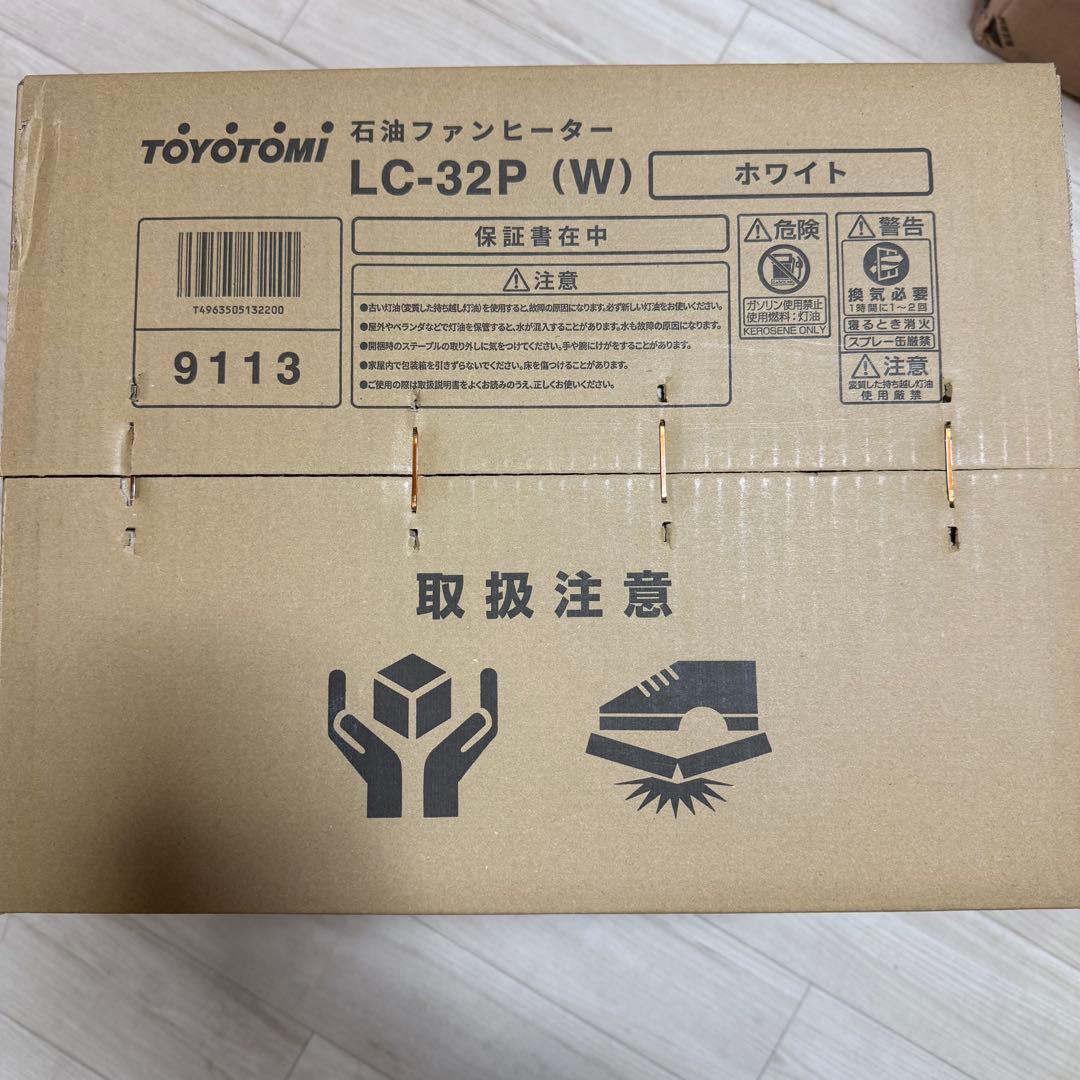 TOYOTOMI
石油ファンヒーター
LC-32P（W）
ホワイト
T4963505132200
9113
保証書在中
⚠注意
●古い灯油(変質した持ち越し灯油)を使用すると、故障の原因になります。必ず新しい灯油をお使いください。
●屋外やベランダなどで灯油を保管すると、水が混入することがあります。水も故障の原因になります。
●開梱時のステープルの取り外しに気をつけてください。手や腕にけがをすることがあります。
●家屋内で包装箱を引きずらないでください。床を傷つけることがあります。
●ご使用の際は取扱説明書をよくお読みのうえ、正しくお使いください。
⚠危険
GASOLINE
ガソリン使用禁止
使用燃料：灯油
KEROSENE ONLY
⚠警告
換気必要
1時間に1〜2回
寝るとき消火
スプレー缶厳禁
⚠注意
変質した持ち越し灯油
使用厳禁
取扱注意